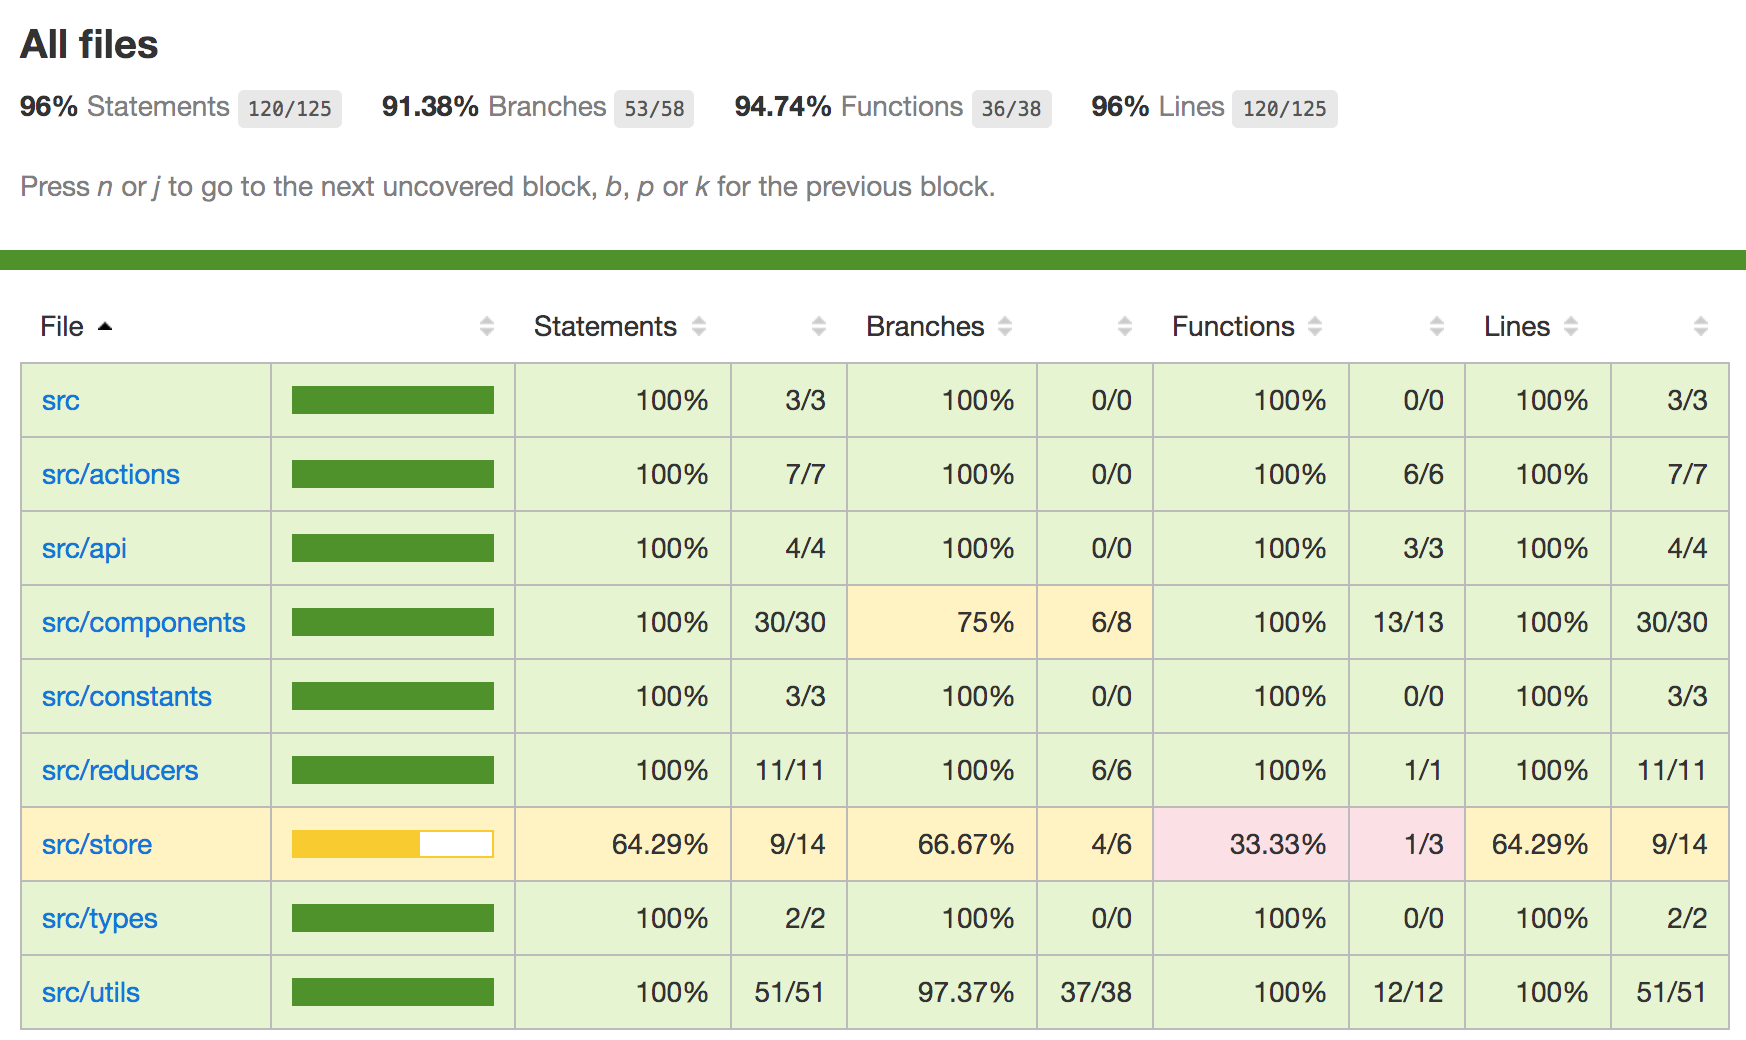 All files
96% Statements 120/125 91.38% Branches 53/58 94.74% Functions 36/38 96% Lines 120/125
Press n or j to go to the next uncovered block, b, p or k for the previous block.
File Statements Branches Functions Lines
src 100% 3/3 100% 0/0 100% 0/0 100% 3/3
src/actions 100% 7/7 100% 0/0 100% 6/6 100% 7/7
src/api 100% 4/4 100% 0/0 100% 3/3 100% 4/4
src/components 100% 30/30 75% 6/8 100% 13/13 100% 30/30
src/constants 100% 3/3 100% 0/0 100% 0/0 100% 3/3
src/reducers 100% 11/11 100% 6/6 100% 1/1 100% 11/11
src/store 64.29% 9/14 66.67% 4/6 33.33% 1/3 64.29% 9/14
src/types 100% 2/2 100% 0/0 100% 0/0 100% 2/2
src/utils 100% 51/51 97.37% 37/38 100% 12/12 100% 51/51